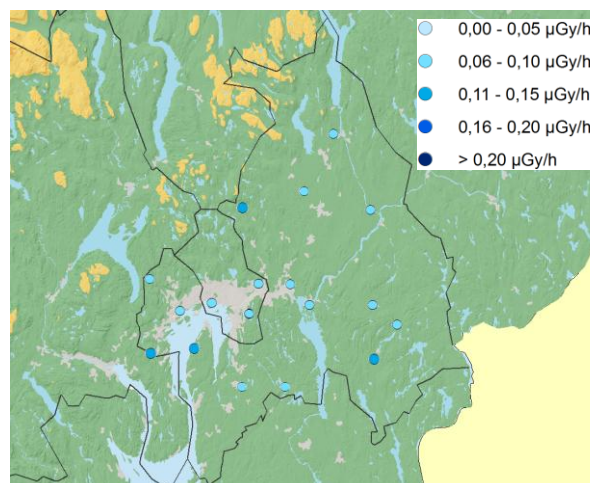 0,00 - 0,05 µGy/h
0,06 - 0,10 µGy/h
0,11 - 0,15 µGy/h
0,16 - 0,20 µGy/h
> 0,20 µGy/h